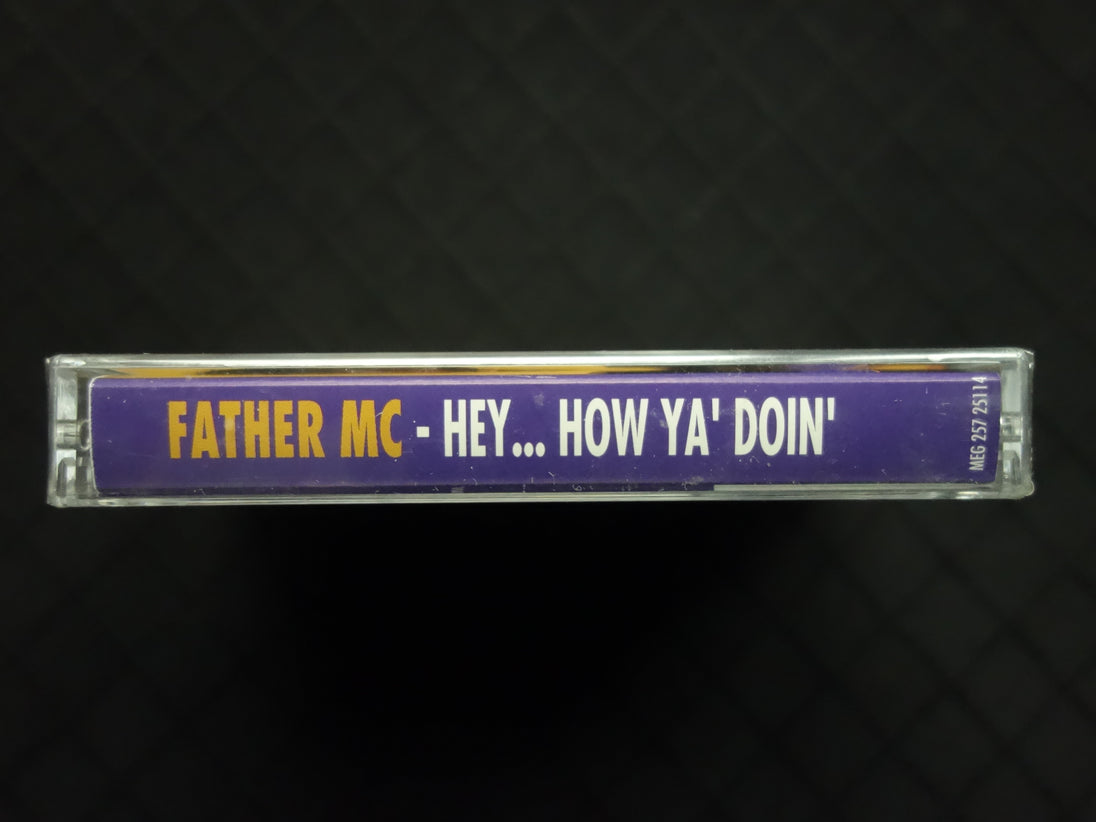 FATHER MC - HEY... HOW YA' DOIN'
MEG 257 25114